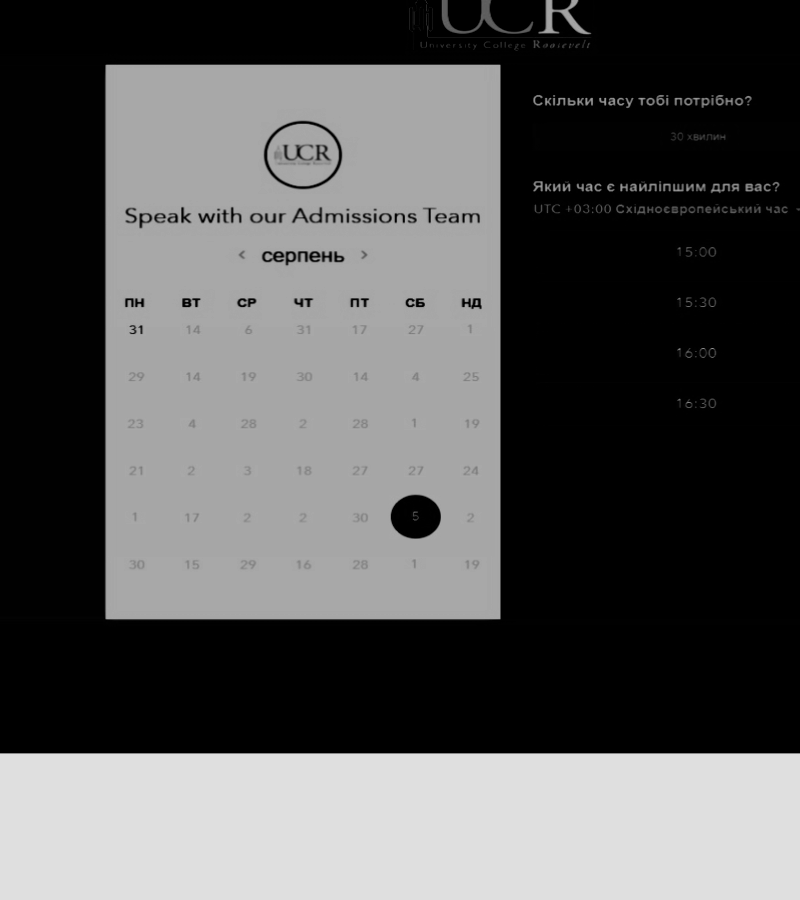 UCR
University College Roosevelt
UCR
Speak with our Admissions Team
< серпень >
ПН ВТ СР ЧТ ПТ СБ НД
31 14 6 31 17 27 1
29 14 19 30 14 4 25
23 4 28 2 28 1 19
21 2 3 18 27 27 24
1 17 2 2 30 5 2
30 15 29 16 28 1 19
Скільки часу тобі потрібно?
30 хвилин
Який час є найліпшим для вас?
UTC +03:00 Східноєвропейський час
15:00
15:30
16:00
16:30